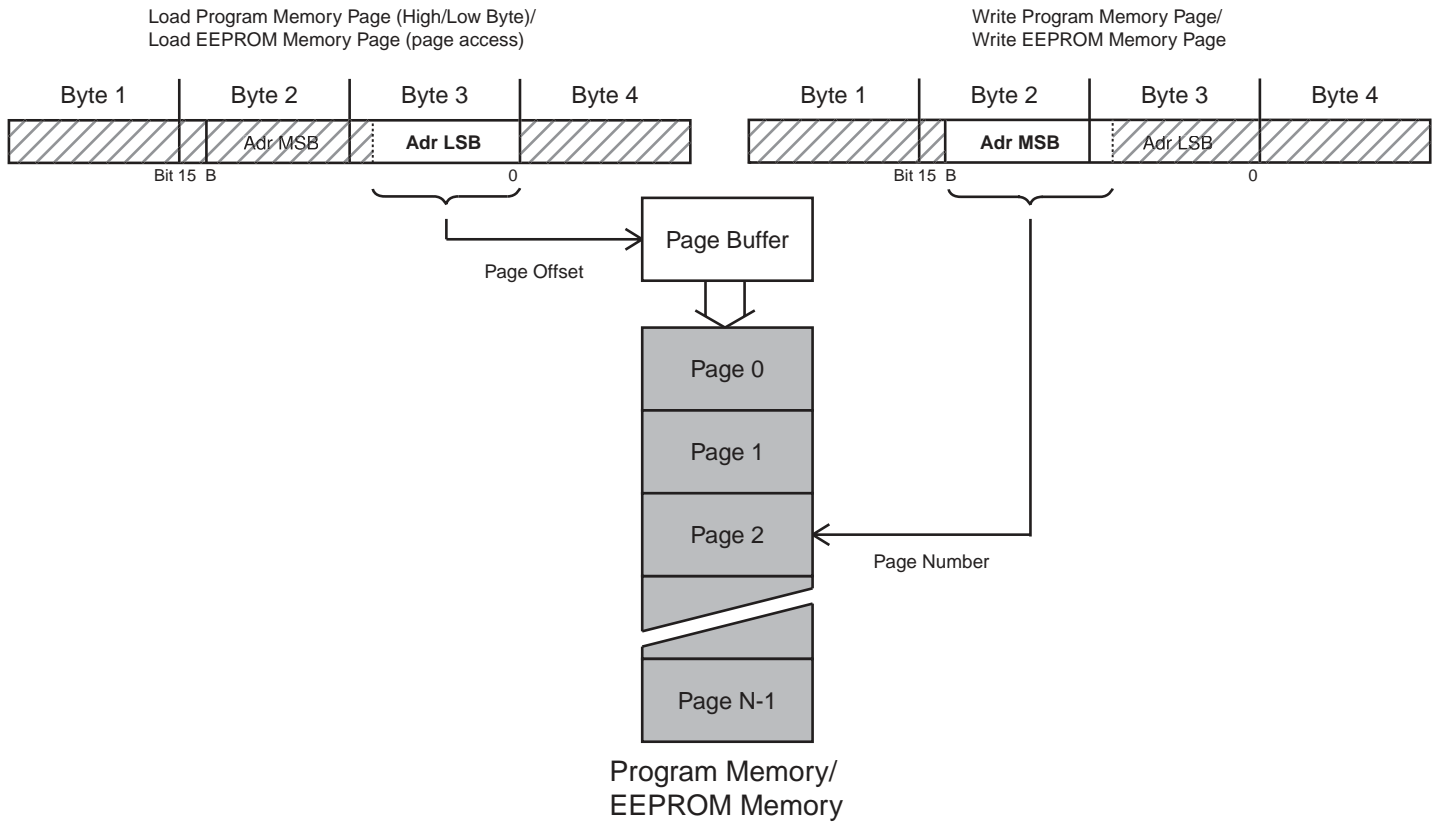 Load Program Memory Page (High/Low Byte)/
Load EEPROM Memory Page (page access)
Write Program Memory Page/
Write EEPROM Memory Page
Byte 1 Byte 2 Byte 3 Byte 4
Byte 1 Byte 2 Byte 3 Byte 4
Adr MSB Adr LSB
Adr MSB Adr LSB
Bit 15 B 0
Bit 15 B 0
Page Buffer
Page Offset
Page 0
Page 1
Page 2
Page Number
Page N-1
Program Memory/
EEPROM Memory